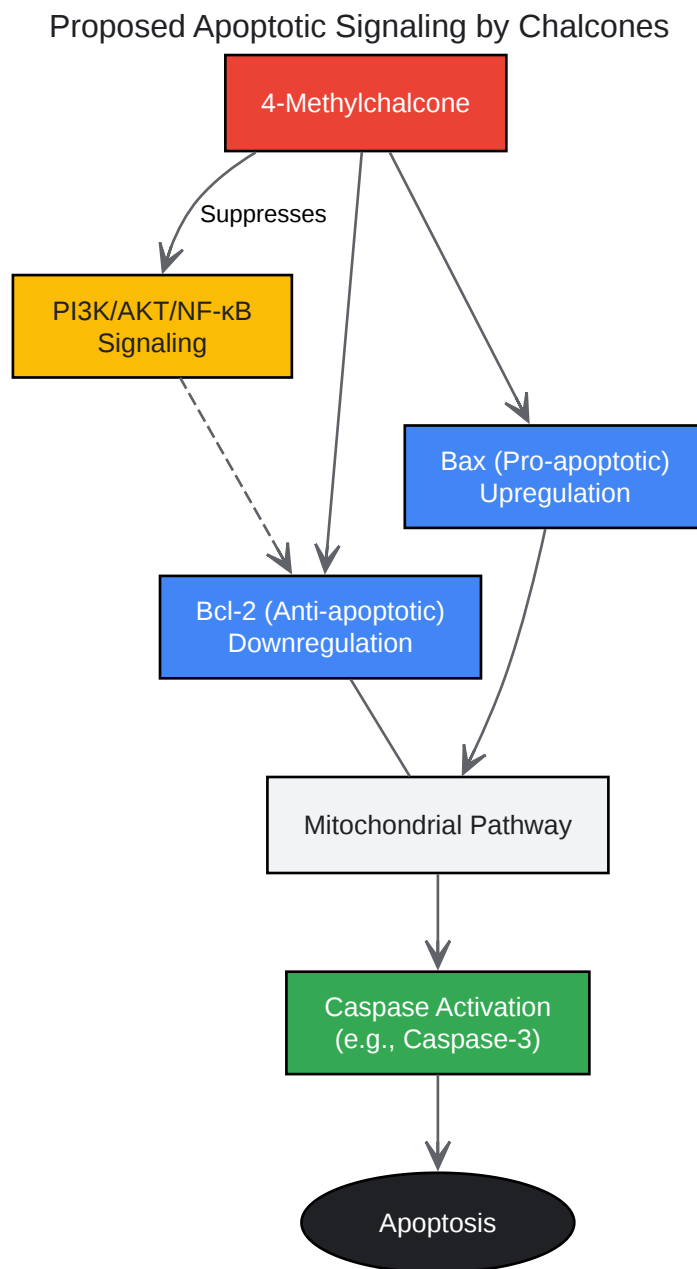 Proposed Apoptotic Signaling by Chalcones
4-Methylchalcone
Suppresses
PI3K/AKT/NF-κB
Signaling
Bax (Pro-apoptotic)
Upregulation
Bcl-2 (Anti-apoptotic)
Downregulation
Mitochondrial Pathway
Caspase Activation
(e.g., Caspase-3)
Apoptosis